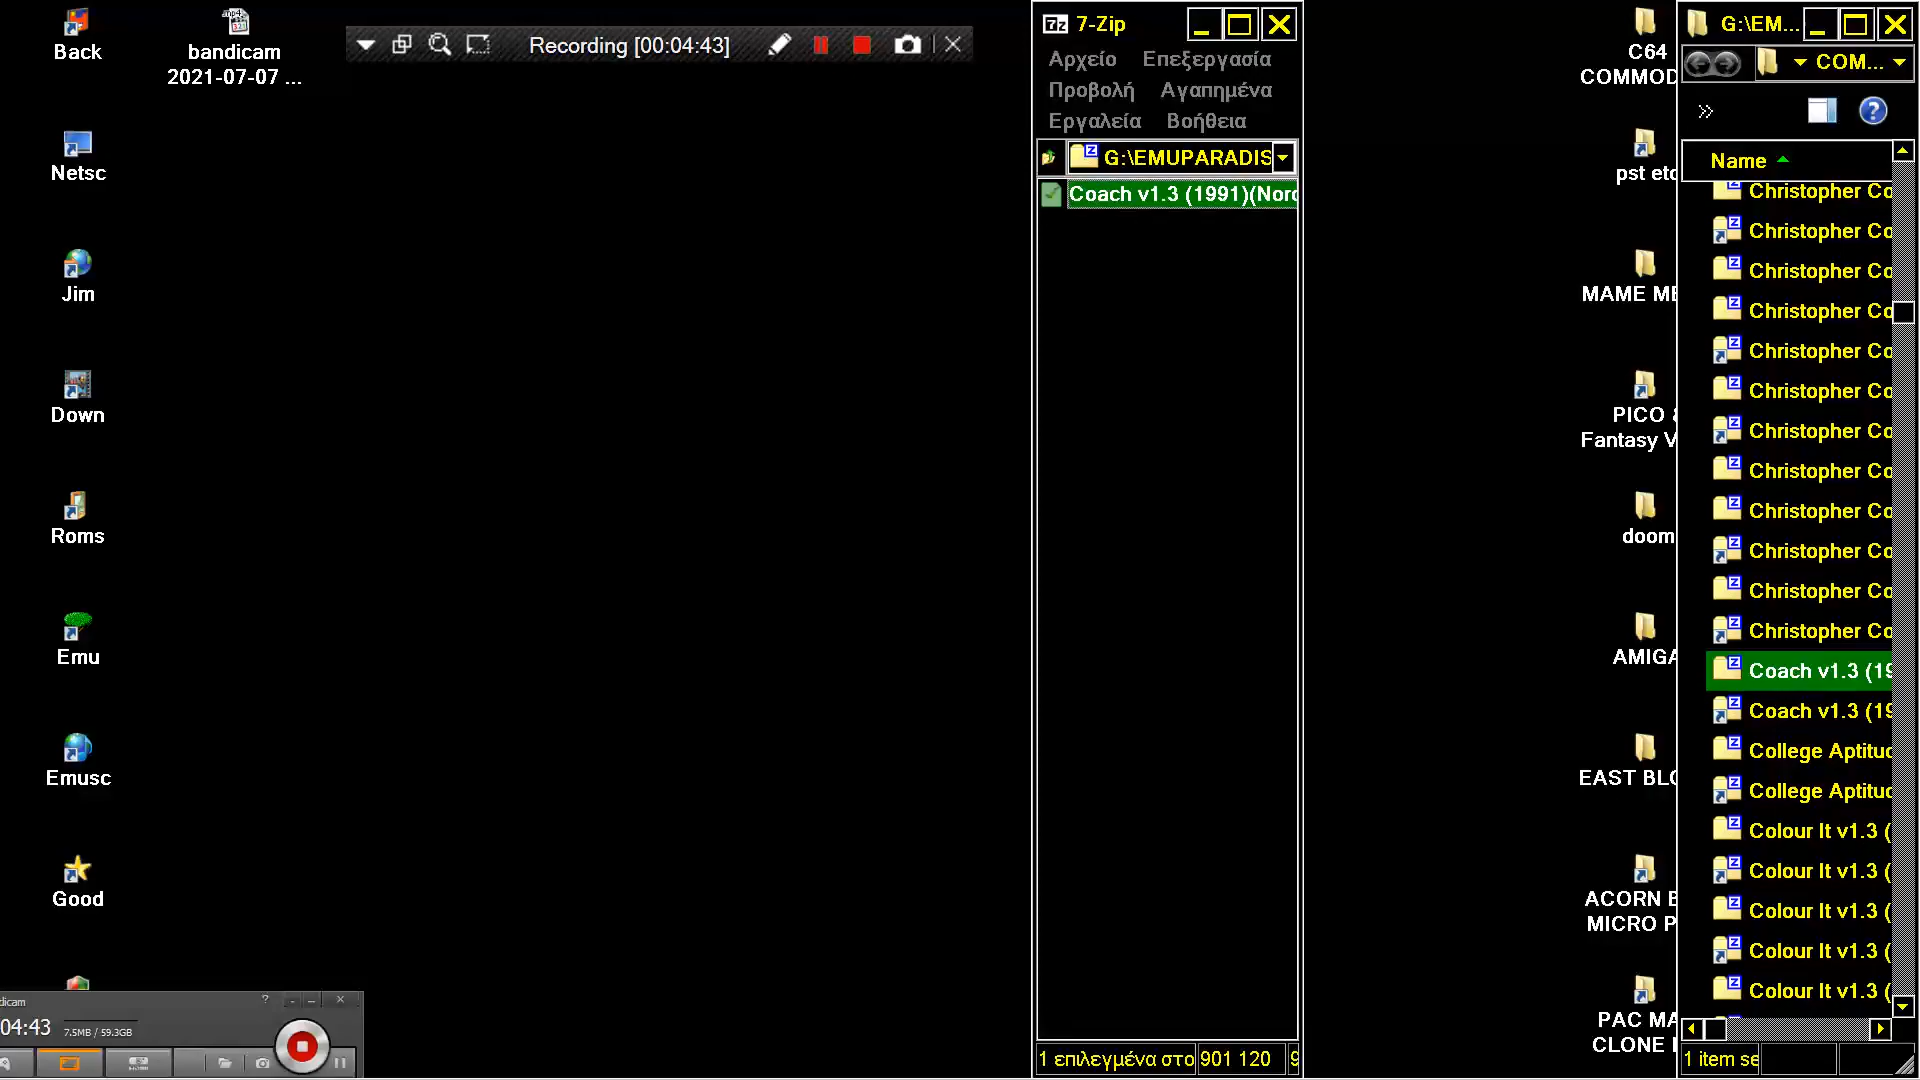 Back
bandicam
2021-07-07 ...
Netsc
Jim
Down
Roms
Emu
Emusc
Good
Recording [00:04:43]
7-Zip
Αρχείο Επεξεργασία
Προβολή Αγαπημένα
Εργαλεία Βοήθεια
G:\EMUPARADIS
Coach v1.3 (1991)(Nord
1 επιλεγμένα στο 901 120 9
C64
COMMOD
pst etc
MAME ME
PICO &
Fantasy V
doom
AMIGA
EAST BLO
ACORN B
MICRO P
PAC MA
CLONE I
G:\EM...
COM...
Name
Christopher Co
Christopher Co
Christopher Co
Christopher Co
Christopher Co
Christopher Co
Christopher Co
Christopher Co
Christopher Co
Christopher Co
Christopher Co
Christopher Co
Coach v1.3 (19
Coach v1.3 (19
College Aptitud
College Aptitud
Colour It v1.3 (
Colour It v1.3 (
Colour It v1.3 (
Colour It v1.3 (
Colour It v1.3 (
1 item se
dicam
04:43 7.5MB / 59.3GB